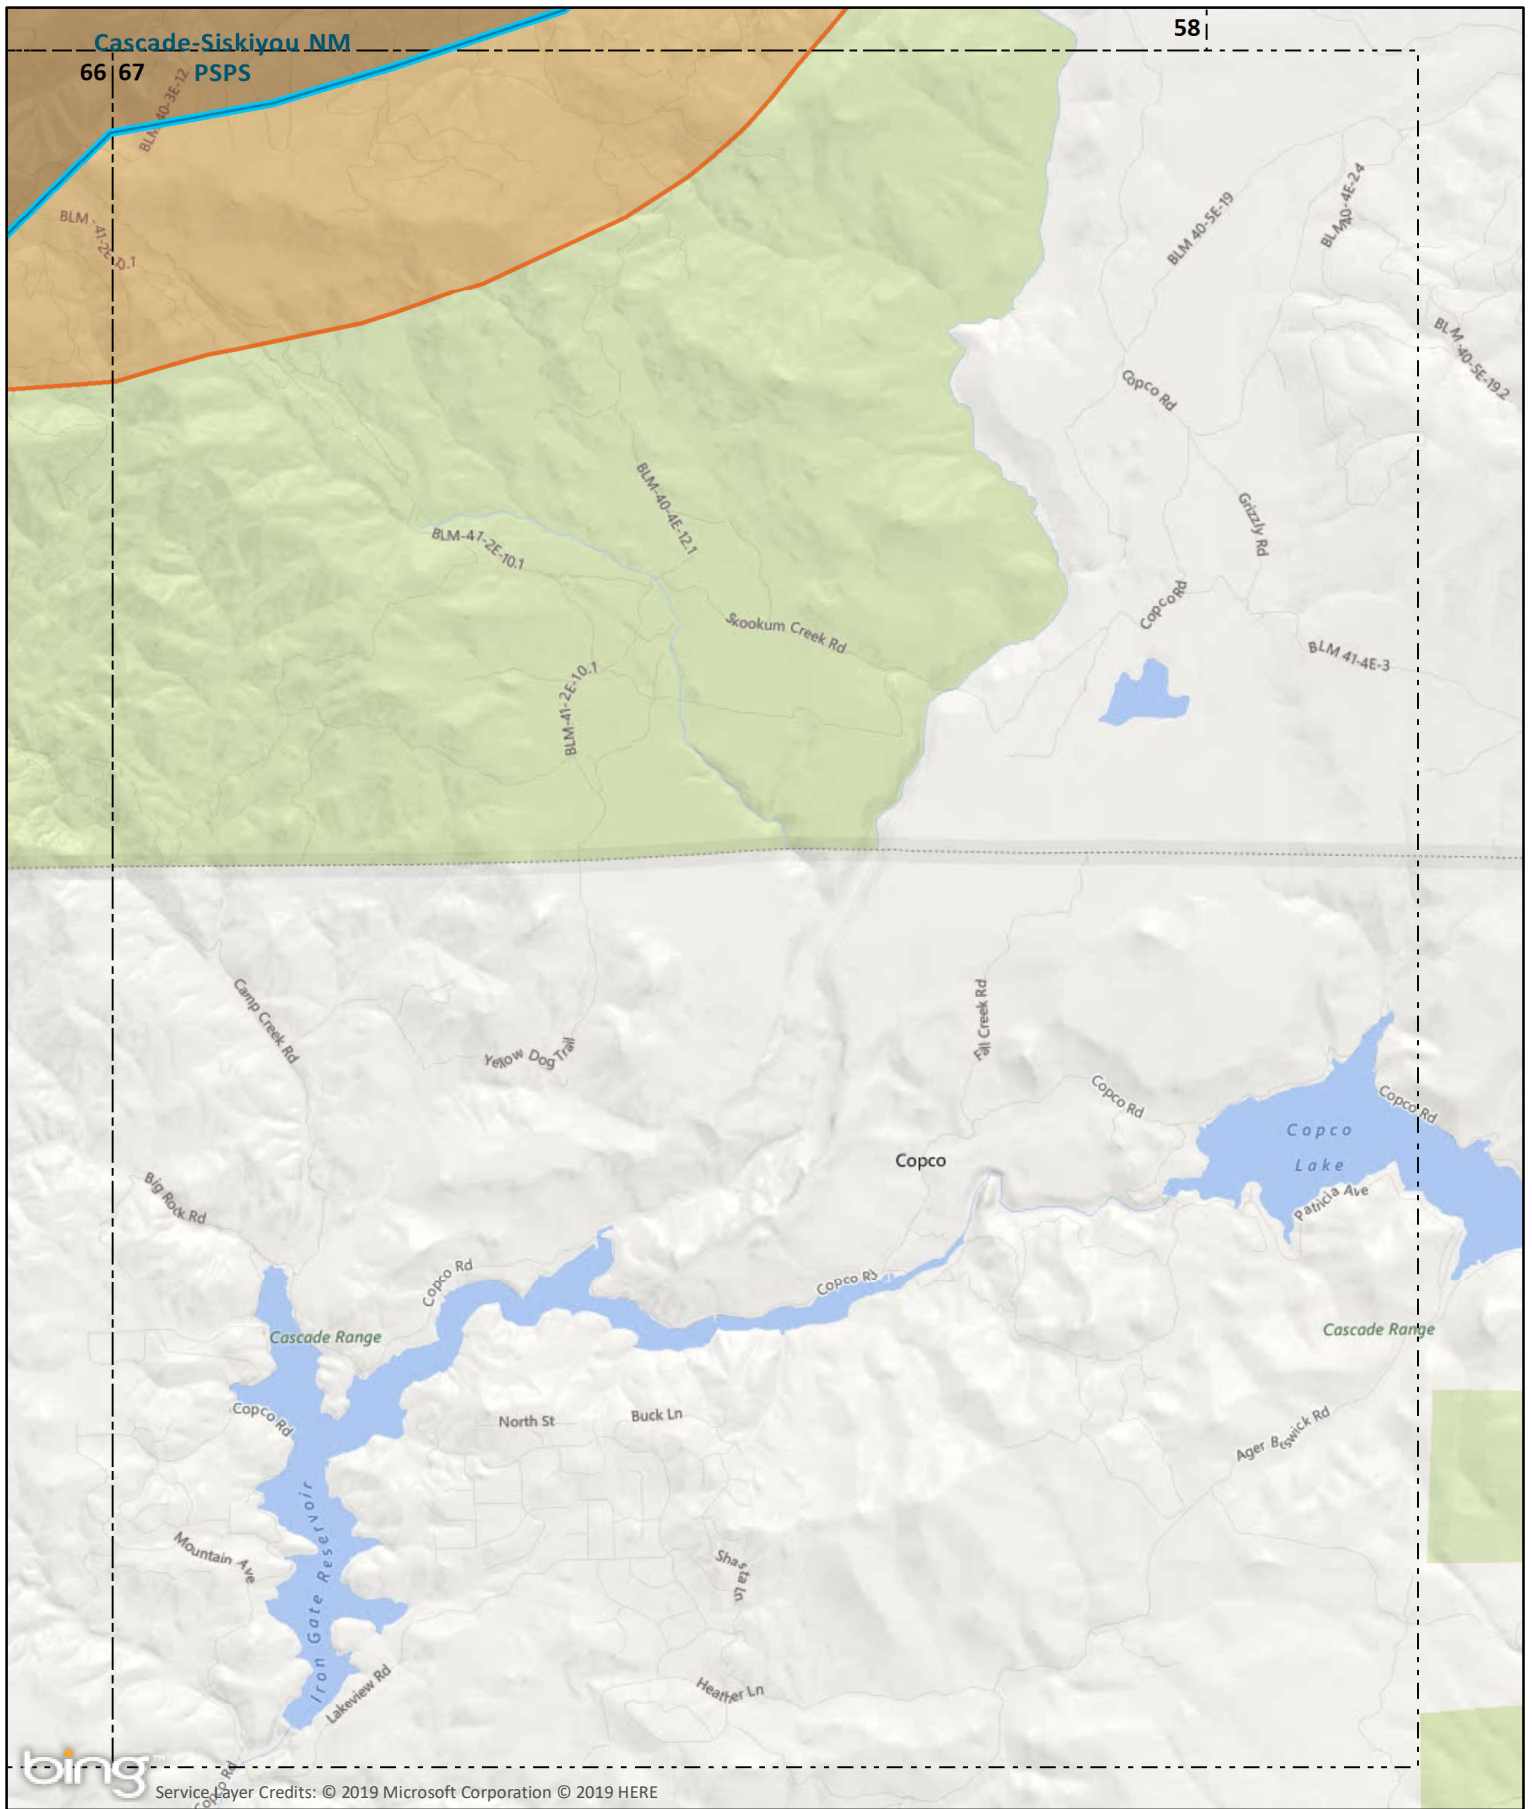 58
Cascade-Siskiyou NM
66 67
PSPS
BLM 40-3E-12
BLM 40-4E-2.4
BLM 40-5E-19
BLM -41-2E-10.1
BLM -40-5E-19.2
Copco Rd
BLM-40-4E-12.1
Grizzly Rd
BLM-41-2E-10.1
Copco Rd
Skookum Creek Rd
BLM 41-4E-3
BLM-41-2E-10.1
Camp Creek Rd
Fall Creek Rd
Yellow Dog Trail
Copco Rd
Copco Rd
Copco
Lake
Copco
Big Rock Rd
Patricia Ave
Copco Rd
Copco Rd
Cascade Range
Cascade Range
Copco Rd
North St
Buck Ln
Ager Beswick Rd
Iron Gate Reservoir
Mountain Ave
Shasta Ln
Lakeview Rd
Heather Ln
Copco Rd
bing™
Service Layer Credits: © 2019 Microsoft Corporation © 2019 HERE